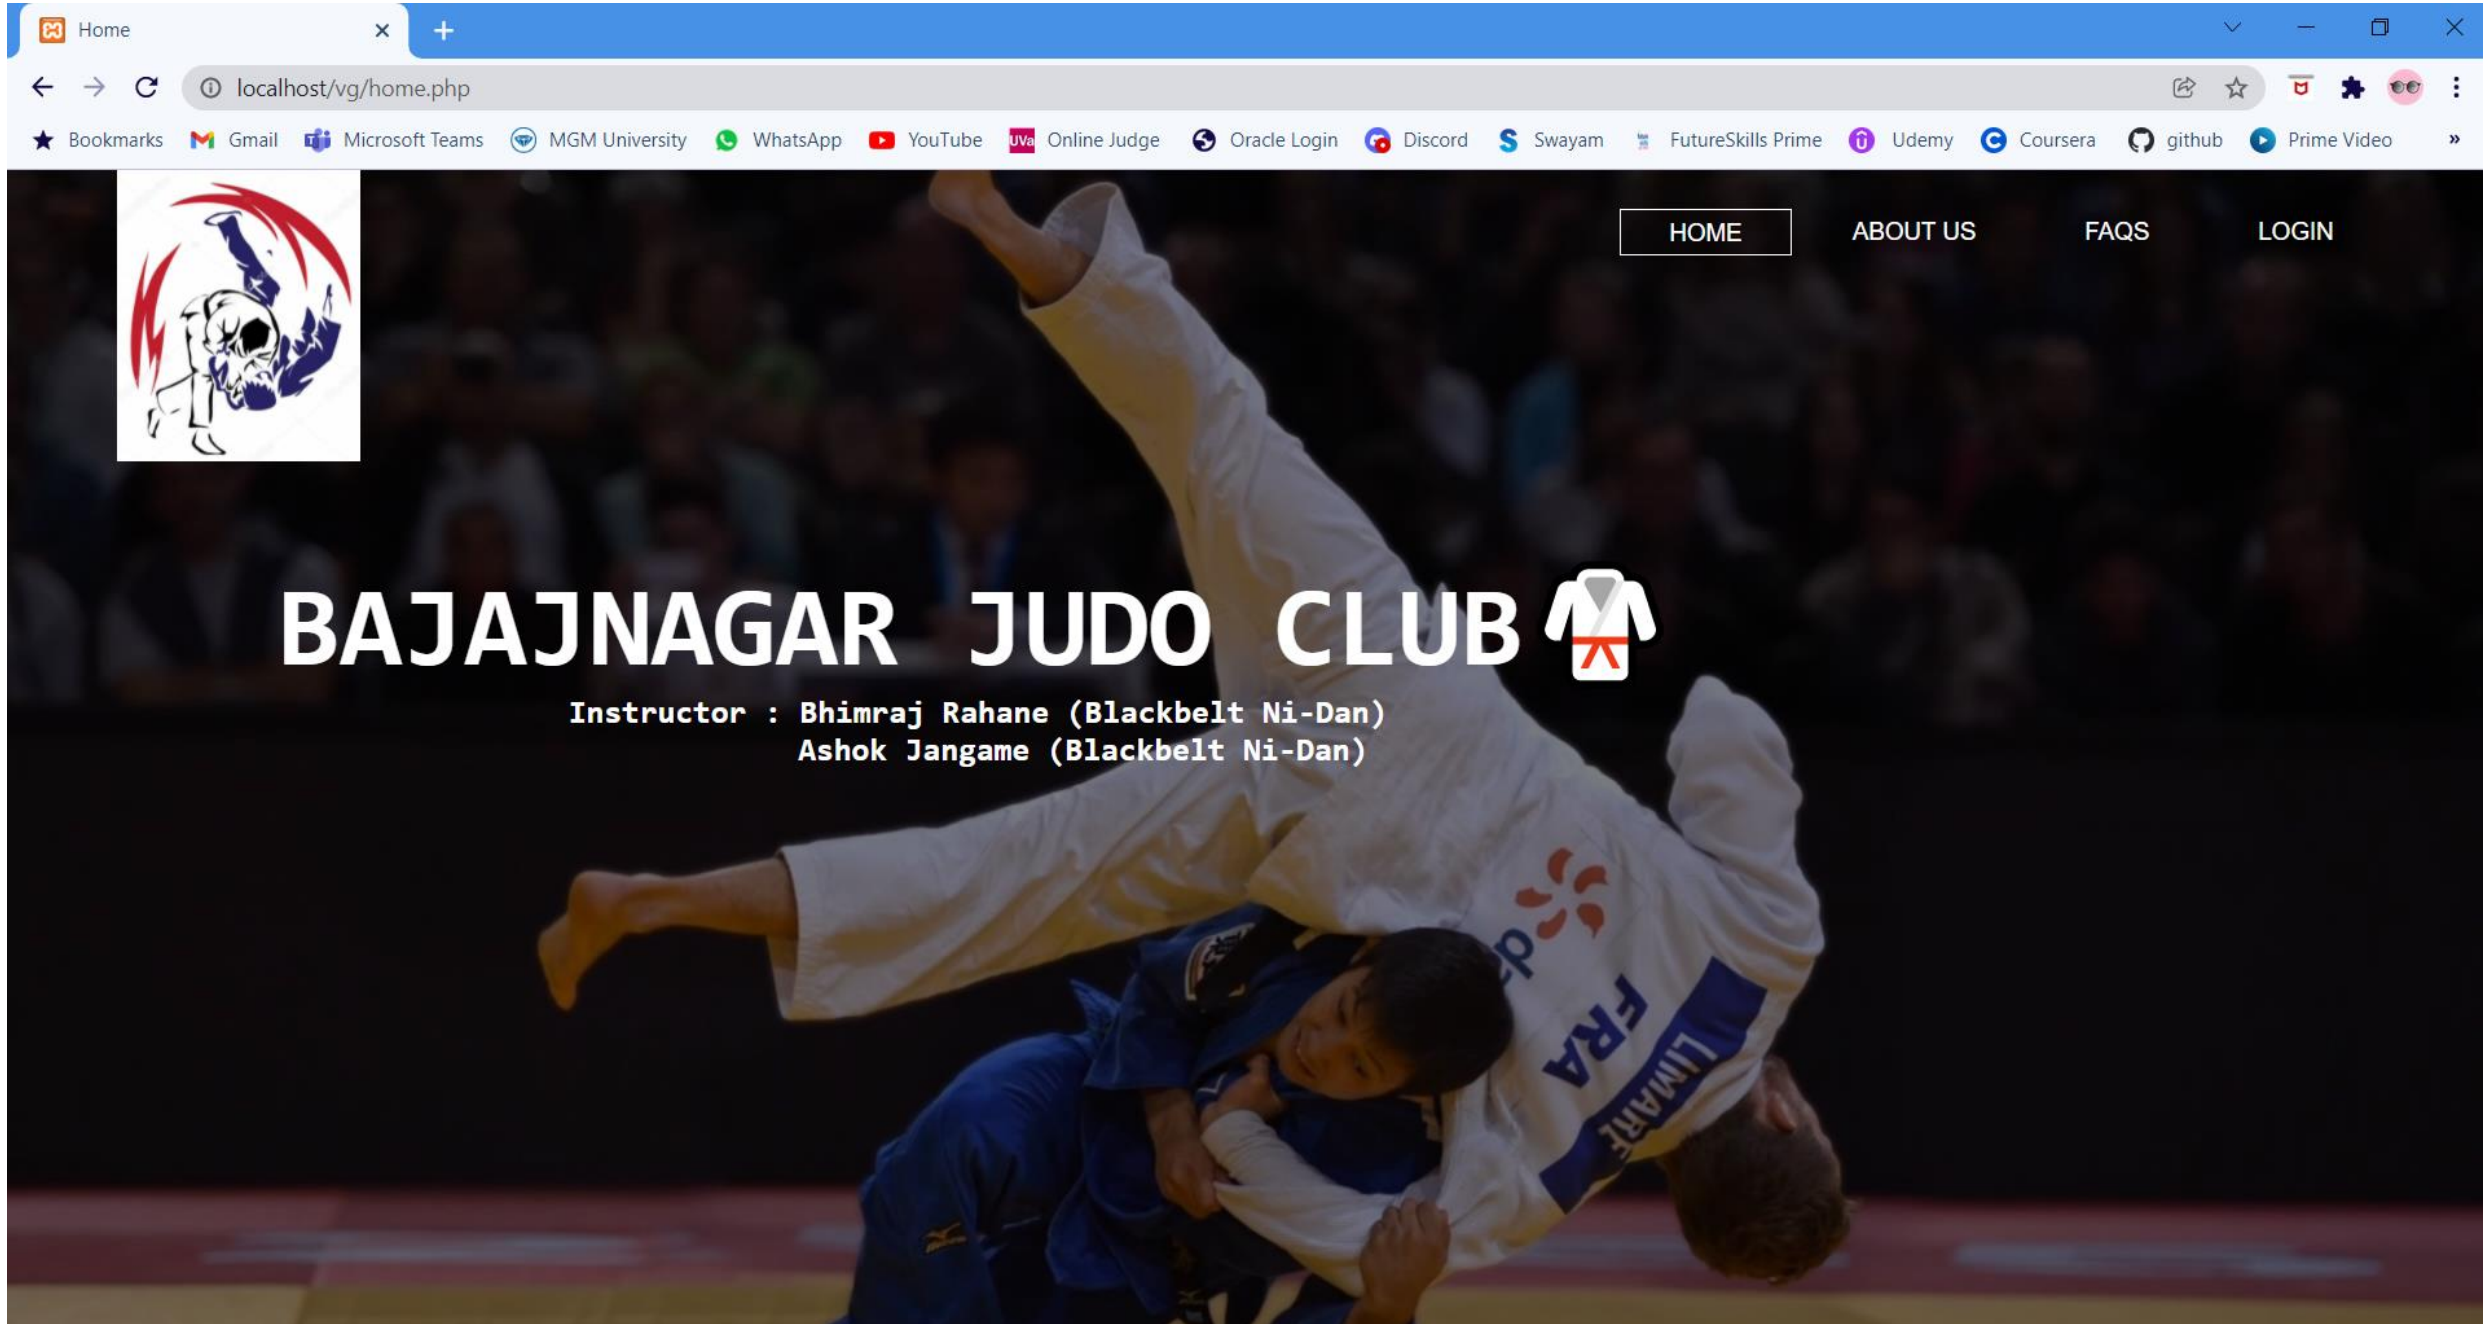 Home
localhost/vg/home.php
Bookmarks Gmail Microsoft Teams MGM University WhatsApp YouTube UVa Online Judge Oracle Login Discord Swayam FutureSkills Prime Udemy Coursera github Prime Video »
HOME ABOUT US FAQS LOGIN
BAJAJNAGAR JUDO CLUB
Instructor : Bhimraj Rahane (Blackbelt Ni-Dan)
Ashok Jangame (Blackbelt Ni-Dan)
FRA